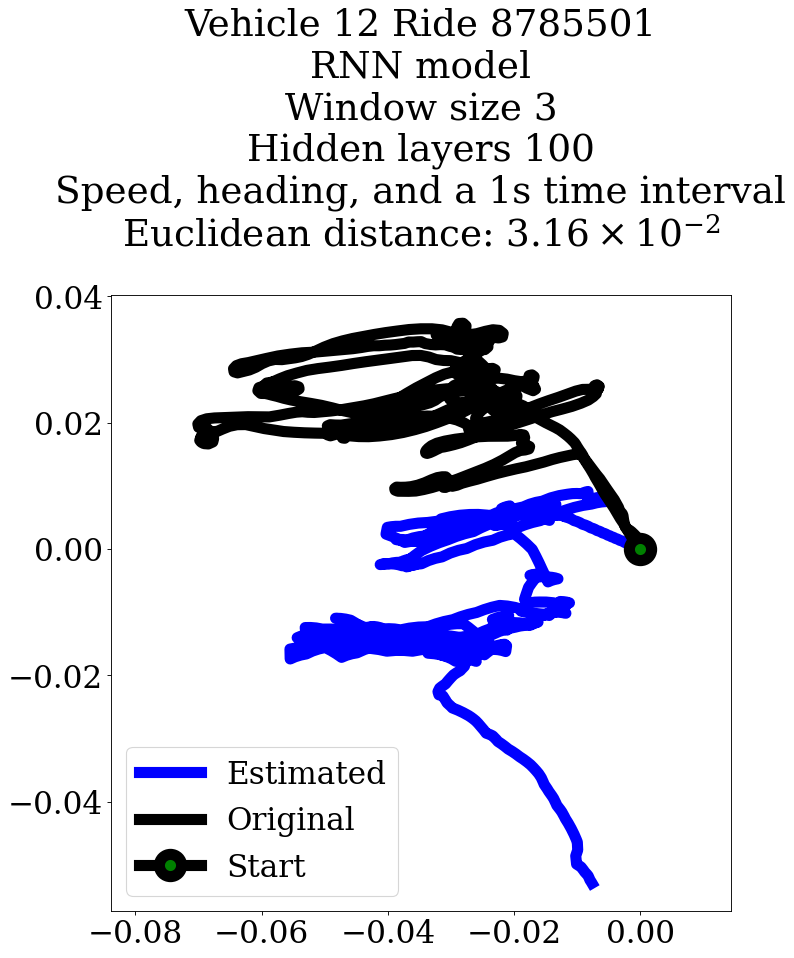 Vehicle 12 Ride 8785501
RNN model
Window size 3
Hidden layers 100
Speed, heading, and a 1s time interval
Euclidean distance: 3.16 × 10⁻²
0.04
0.02
0.00
−0.02
−0.04
Estimated
Original
Start
−0.08 −0.06 −0.04 −0.02 0.00